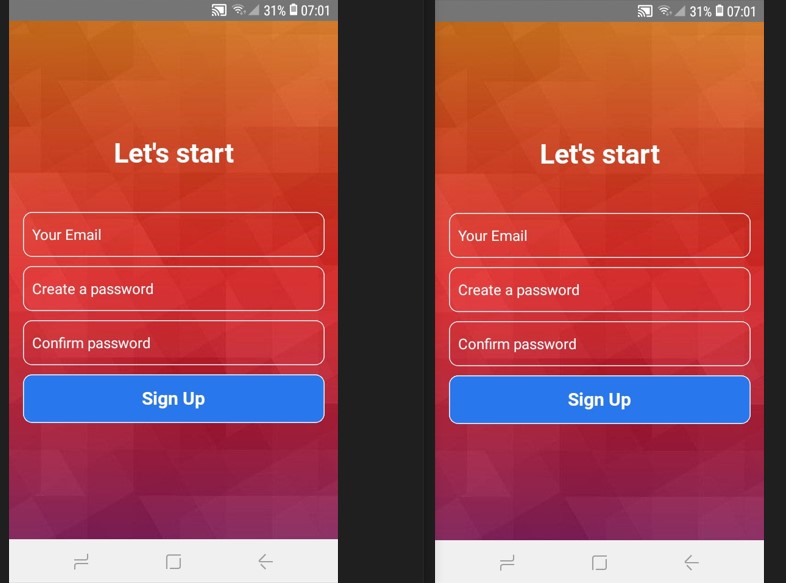 31% 07:01
Let's start
Your Email
Create a password
Confirm password
Sign Up
31% 07:01
Let's start
Your Email
Create a password
Confirm password
Sign Up